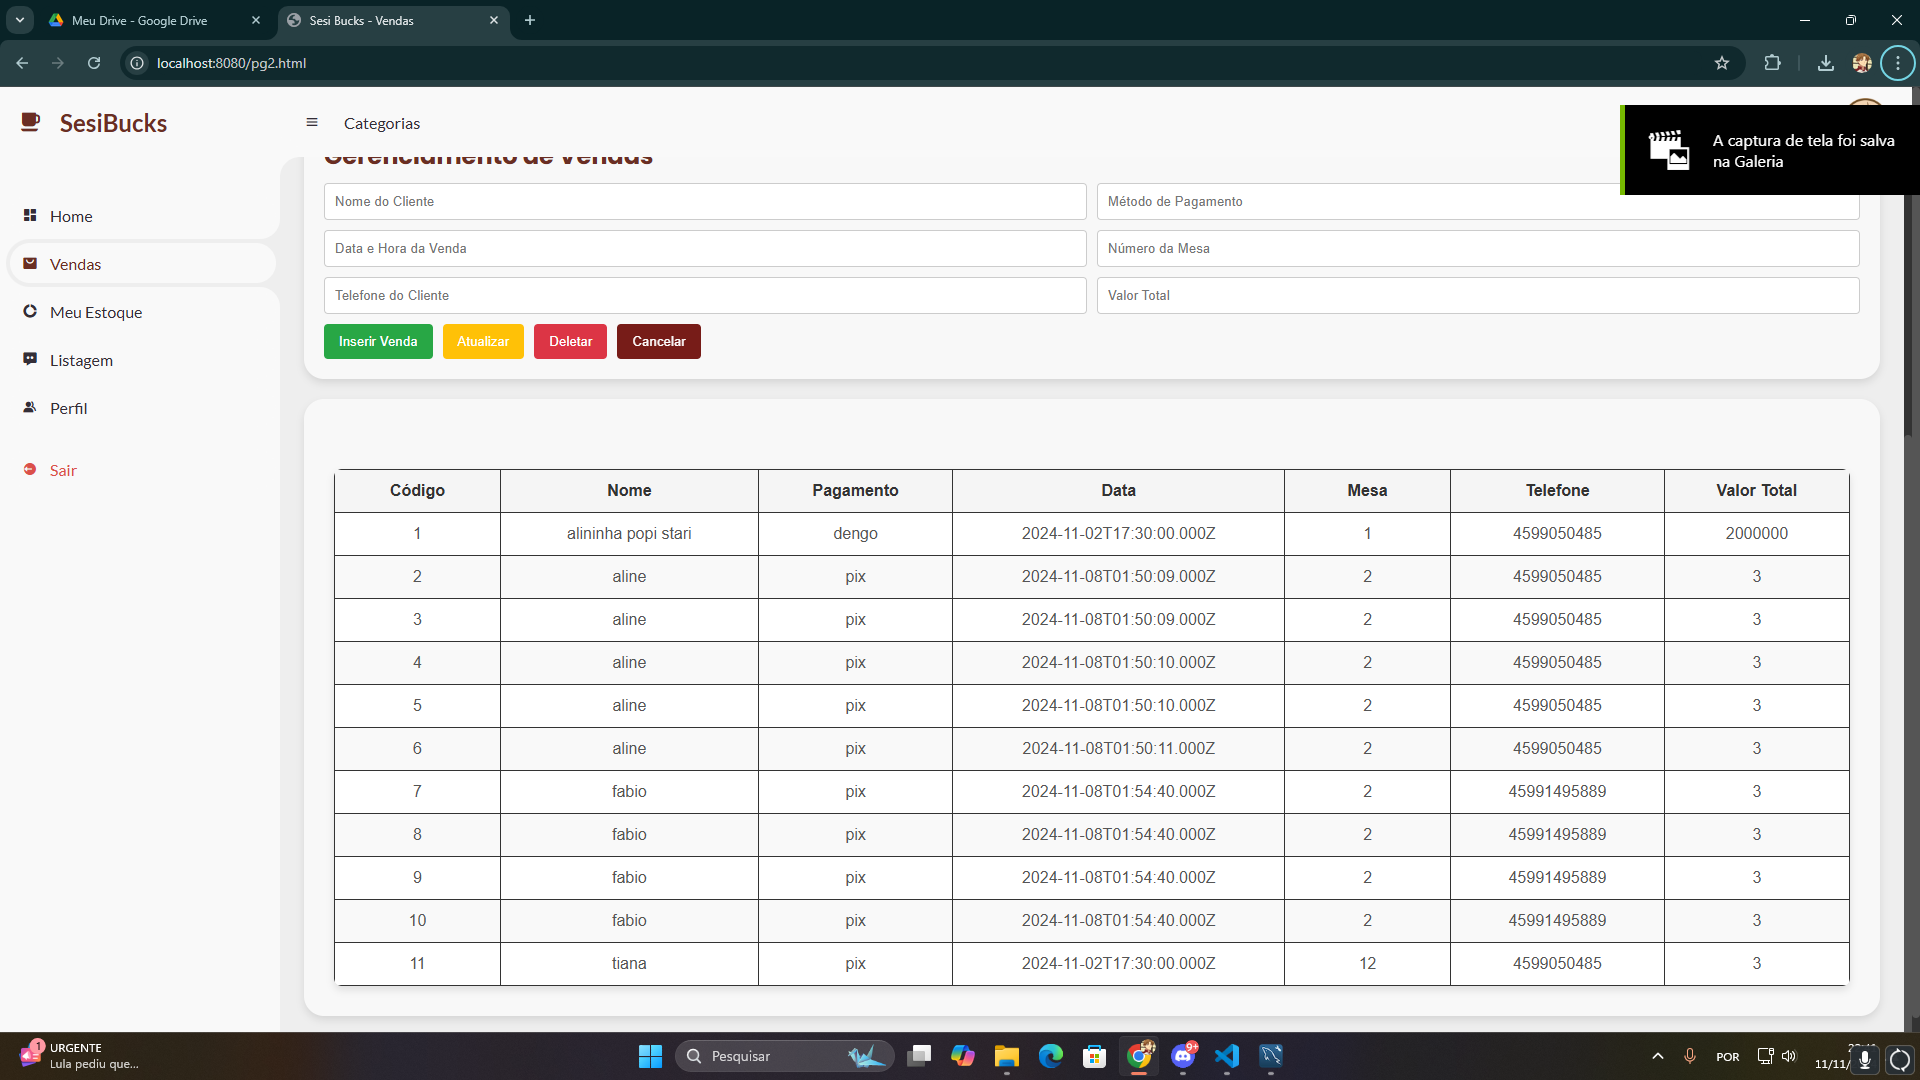 Meu Drive - Google Drive
Sesi Bucks - Vendas
localhost:8080/pg2.html
SesiBucks
Categorias
A captura de tela foi salva
na Galeria
Gerenciamento de Vendas
Home
Vendas
Meu Estoque
Listagem
Perfil
Sair
Nome do Cliente
Método de Pagamento
Data e Hora da Venda
Número da Mesa
Telefone do Cliente
Valor Total
Inserir Venda Atualizar Deletar Cancelar
Código Nome Pagamento Data Mesa Telefone Valor Total
1 alininha popi stari dengo 2024-11-02T17:30:00.000Z 1 4599050485 2000000
2 aline pix 2024-11-08T01:50:09.000Z 2 4599050485 3
3 aline pix 2024-11-08T01:50:09.000Z 2 4599050485 3
4 aline pix 2024-11-08T01:50:10.000Z 2 4599050485 3
5 aline pix 2024-11-08T01:50:10.000Z 2 4599050485 3
6 aline pix 2024-11-08T01:50:11.000Z 2 4599050485 3
7 fabio pix 2024-11-08T01:54:40.000Z 2 45991495889 3
8 fabio pix 2024-11-08T01:54:40.000Z 2 45991495889 3
9 fabio pix 2024-11-08T01:54:40.000Z 2 45991495889 3
10 fabio pix 2024-11-08T01:54:40.000Z 2 45991495889 3
11 tiana pix 2024-11-02T17:30:00.000Z 12 4599050485 3
1
URGENTE
Lula pediu que...
Pesquisar
9+
POR
11/11/